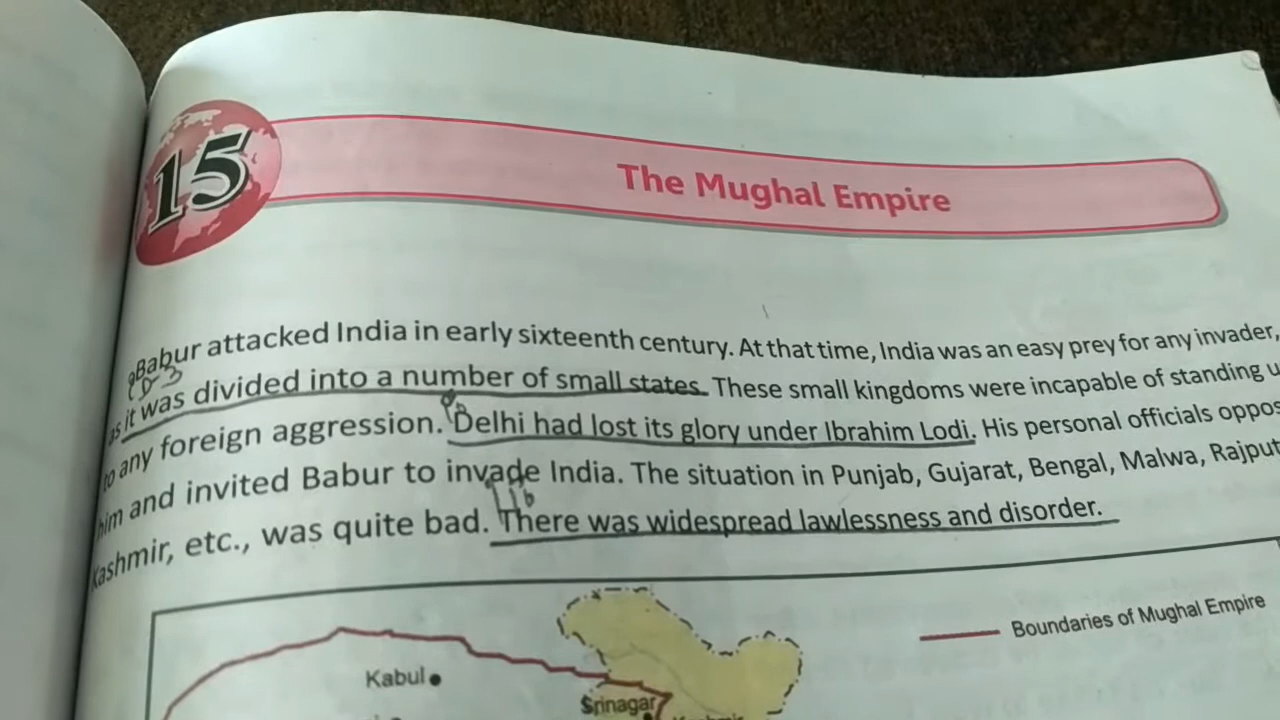 15
The Mughal Empire
Babur attacked India in early sixteenth century. At that time, India was an easy prey for any invader,
as it was divided into a number of small states. These small kingdoms were incapable of standing
to any foreign aggression. Delhi had lost its glory under Ibrahim Lodi. His personal officials
him and invited Babur to invade India. The situation in Punjab, Gujarat, Bengal, Malwa,
Kashmir, etc., was quite bad. There was widespread lawlessness and disorder.
Boundaries of Mughal Empire
Kabul
Srinagar